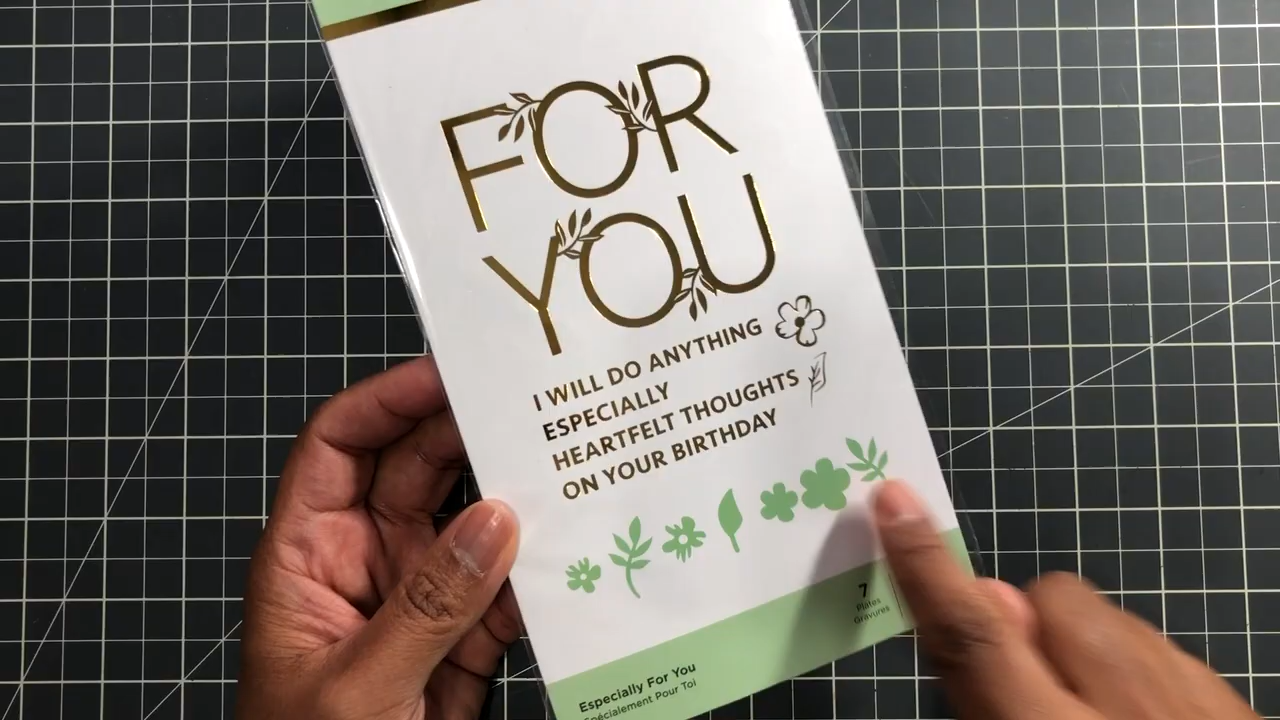 FOR
YOU
I WILL DO ANYTHING
ESPECIALLY
HEARTFELT THOUGHTS
ON YOUR BIRTHDAY
7
Plates
Gravures
Especially For You
Spécialement Pour Toi